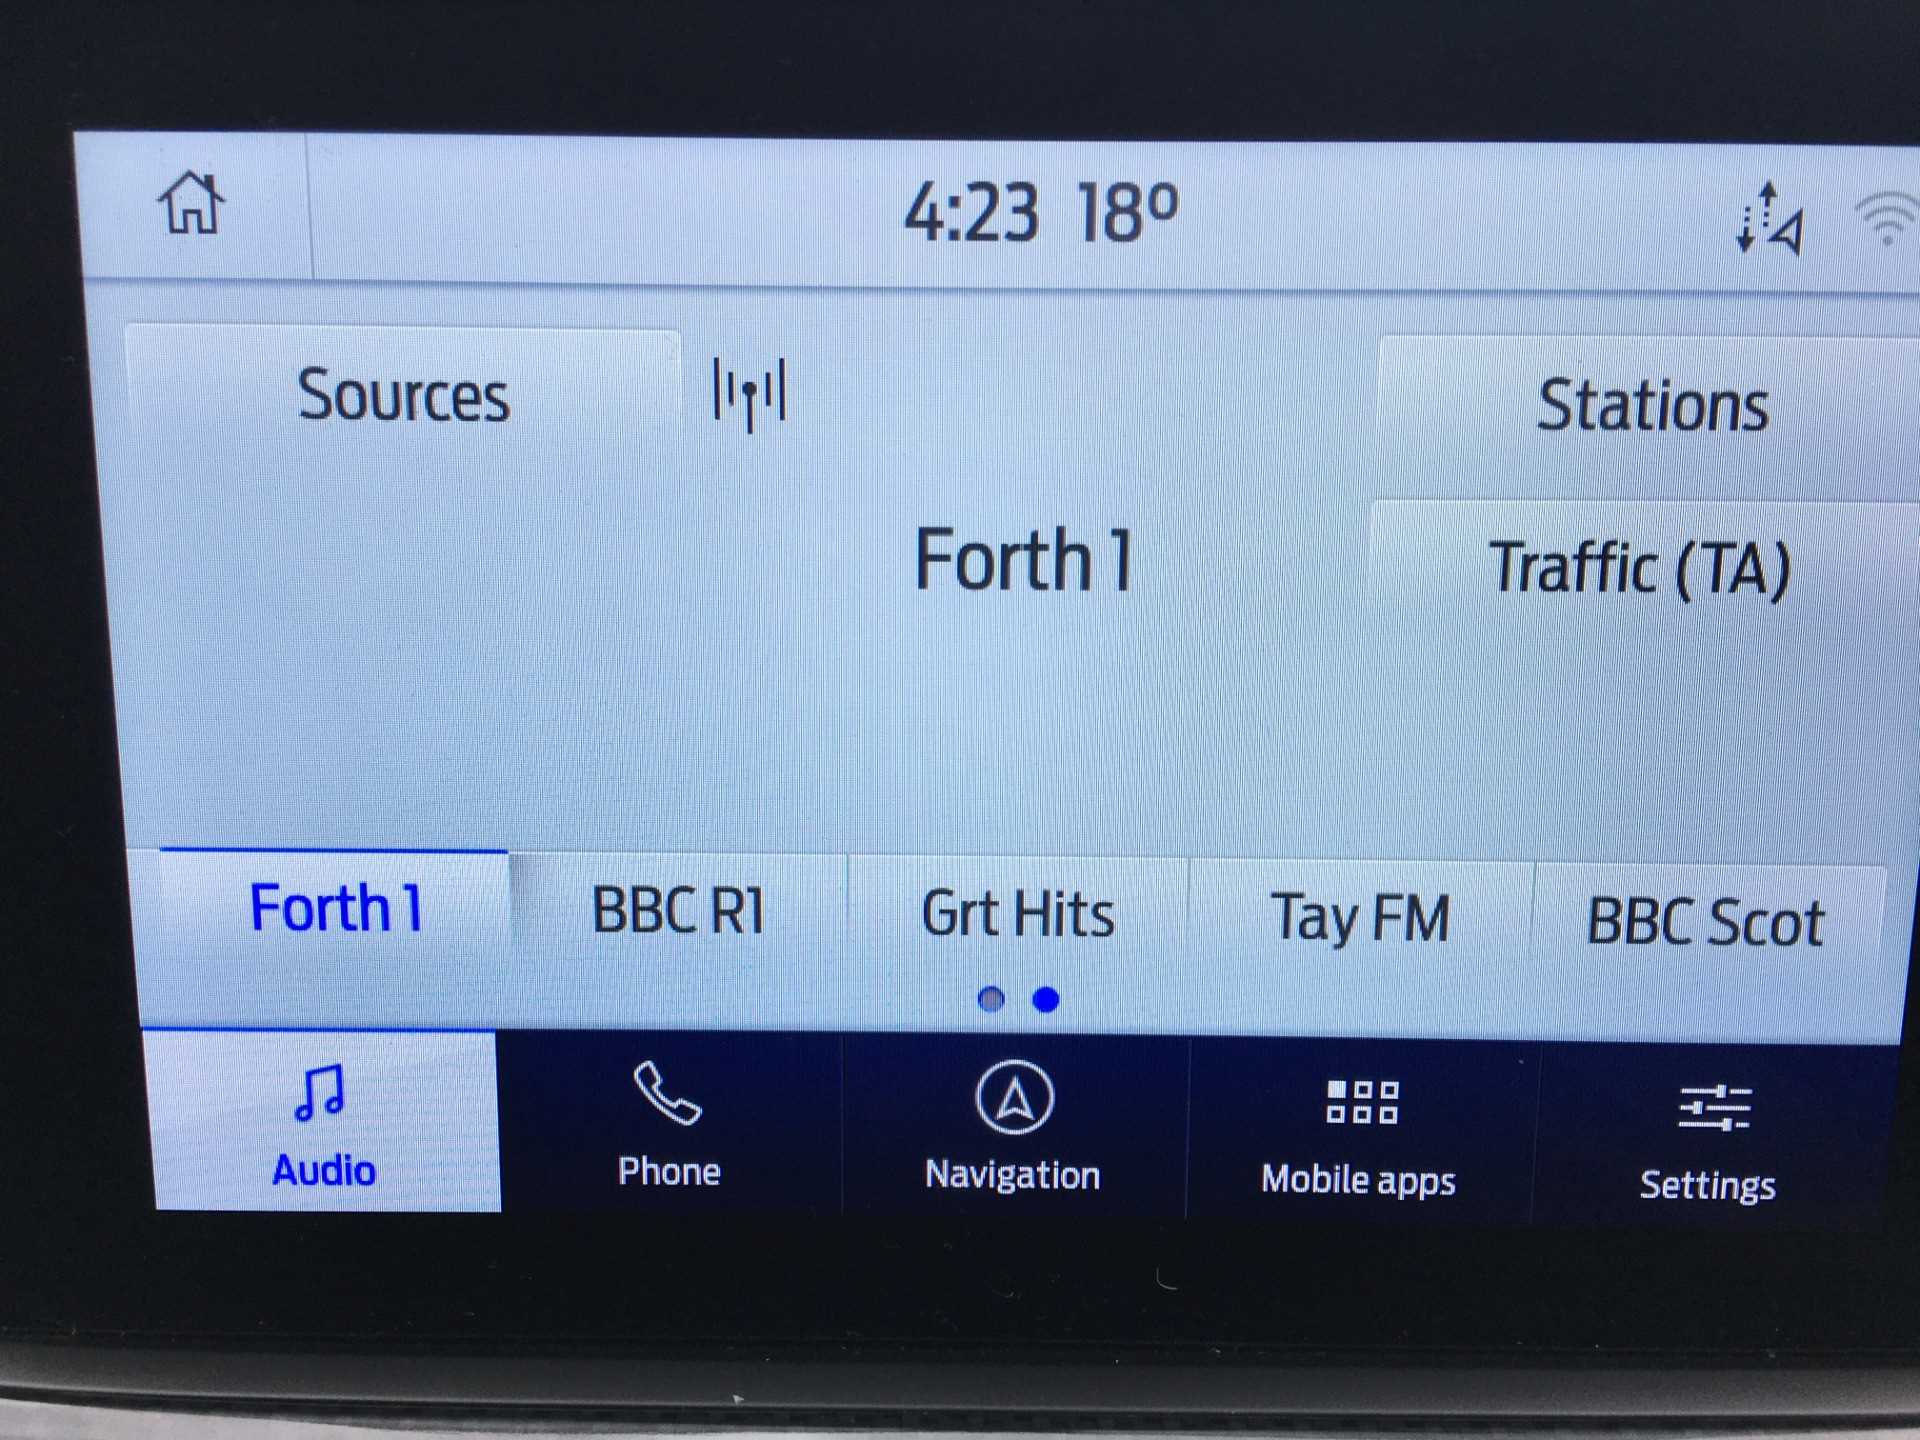 4:23 18°
Sources
Stations
Forth 1
Traffic (TA)
Forth 1 BBC R1 Grt Hits Tay FM BBC Scot
Audio Phone Navigation Mobile apps Settings